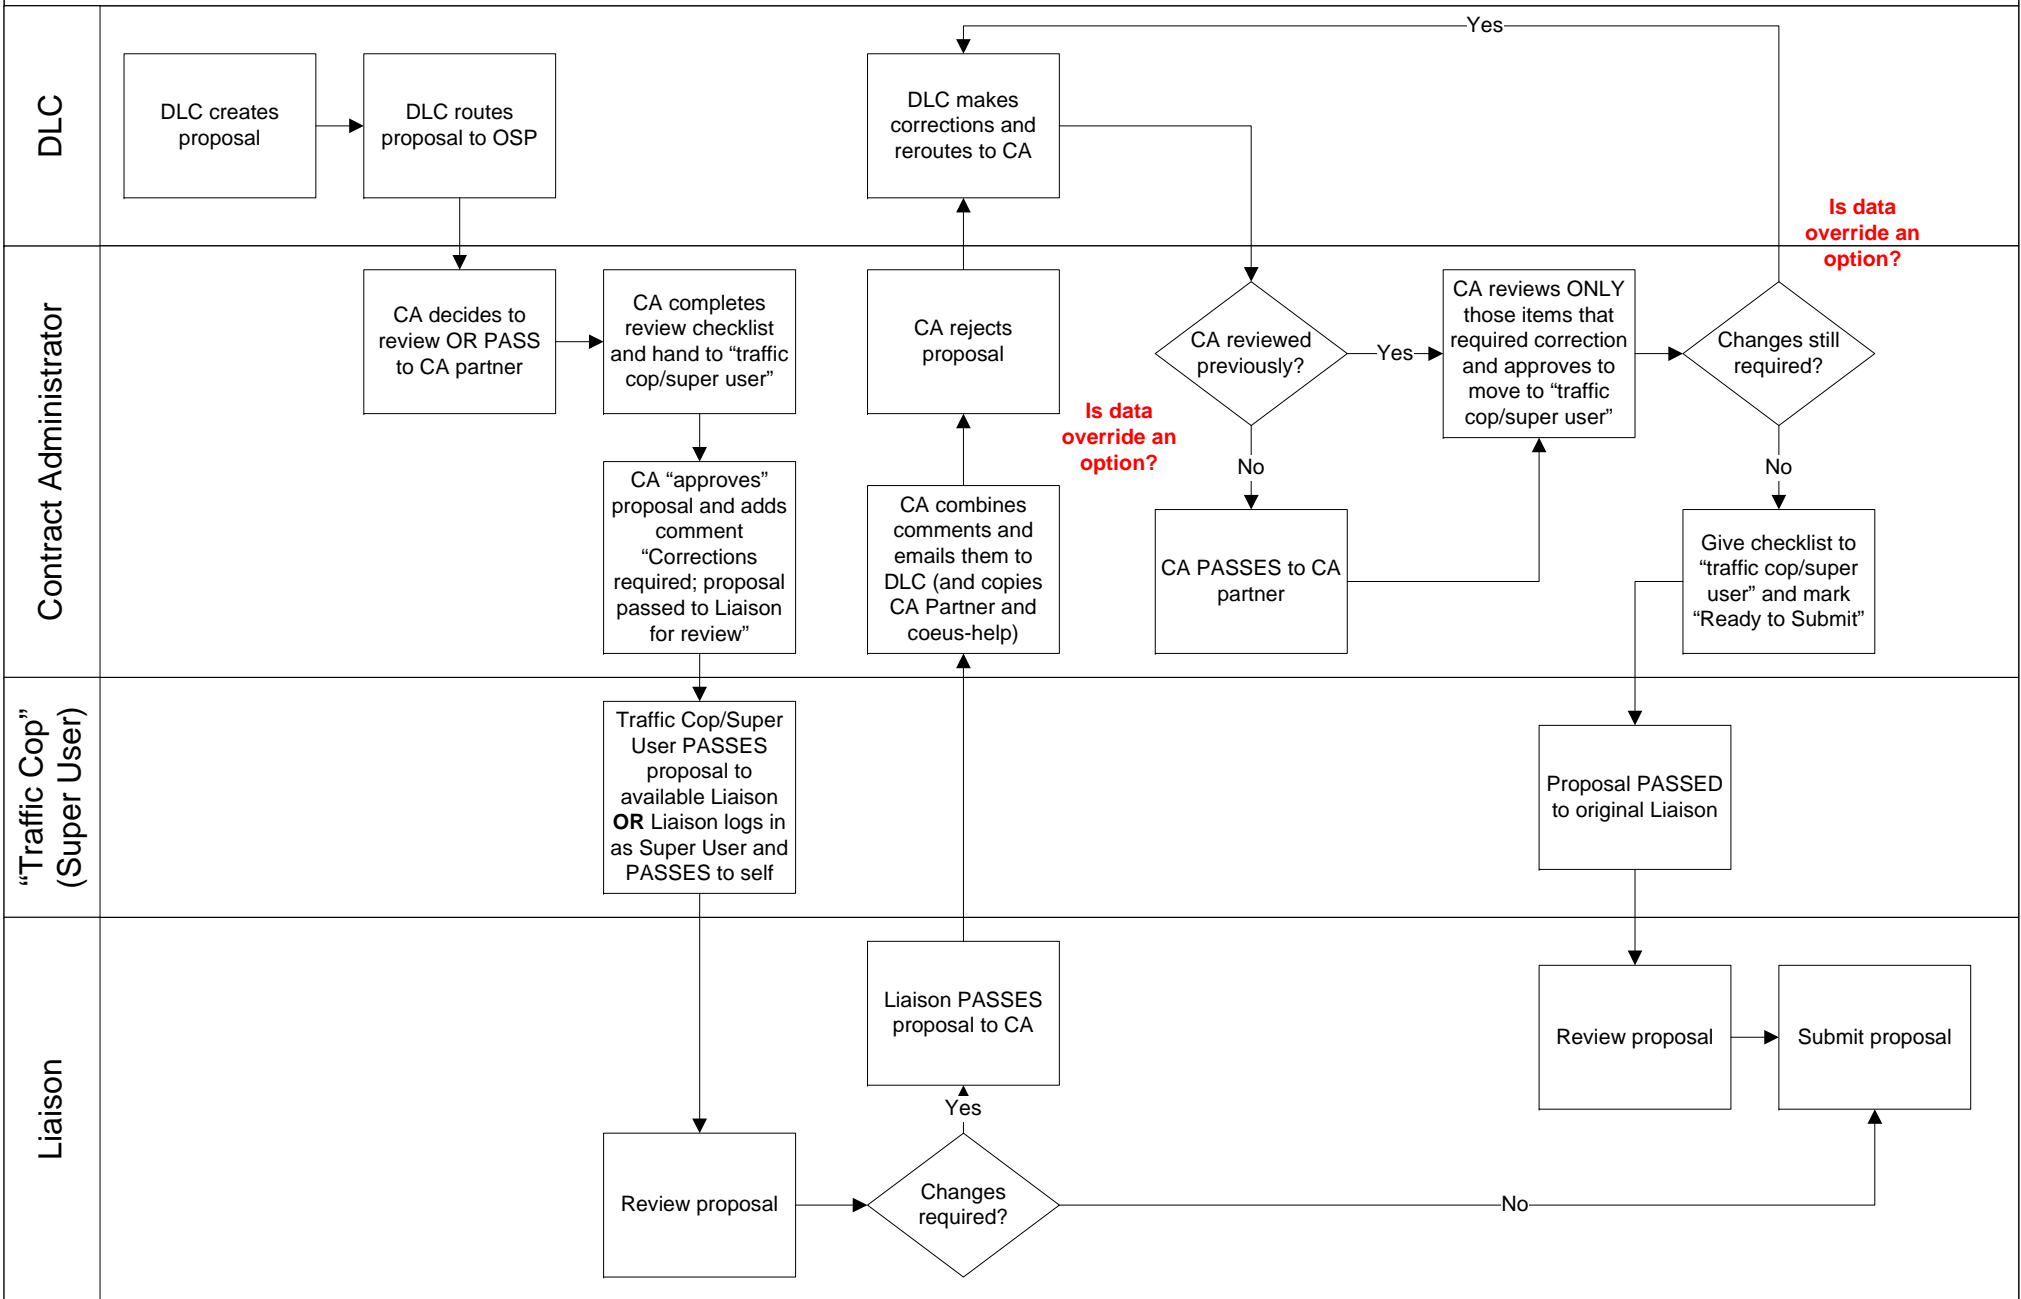 DLC
DLC creates
proposal
DLC routes
proposal to OSP
DLC makes
corrections and
reroutes to CA
Yes
Is data
override an
option?
Contract Administrator
CA decides to
review OR PASS
to CA partner
CA completes
review checklist
and hand to “traffic
cop/super user”
CA “approves”
proposal and adds
comment
“Corrections
required; proposal
passed to Liaison
for review”
CA rejects
proposal
Is data
override an
option?
CA combines
comments and
emails them to
DLC (and copies
CA Partner and
coeus-help)
CA reviewed
previously?
Yes
No
CA PASSES to CA
partner
CA reviews ONLY
those items that
required correction
and approves to
move to “traffic
cop/super user”
Changes still
required?
No
Give checklist to
“traffic cop/super
user” and mark
“Ready to Submit”
“Traffic Cop”
(Super User)
Traffic Cop/Super
User PASSES
proposal to
available Liaison
OR Liaison logs in
as Super User and
PASSES to self
Proposal PASSED
to original Liaison
Liaison
Liaison PASSES
proposal to CA
Yes
Review proposal
Changes
required?
No
Review proposal
Submit proposal